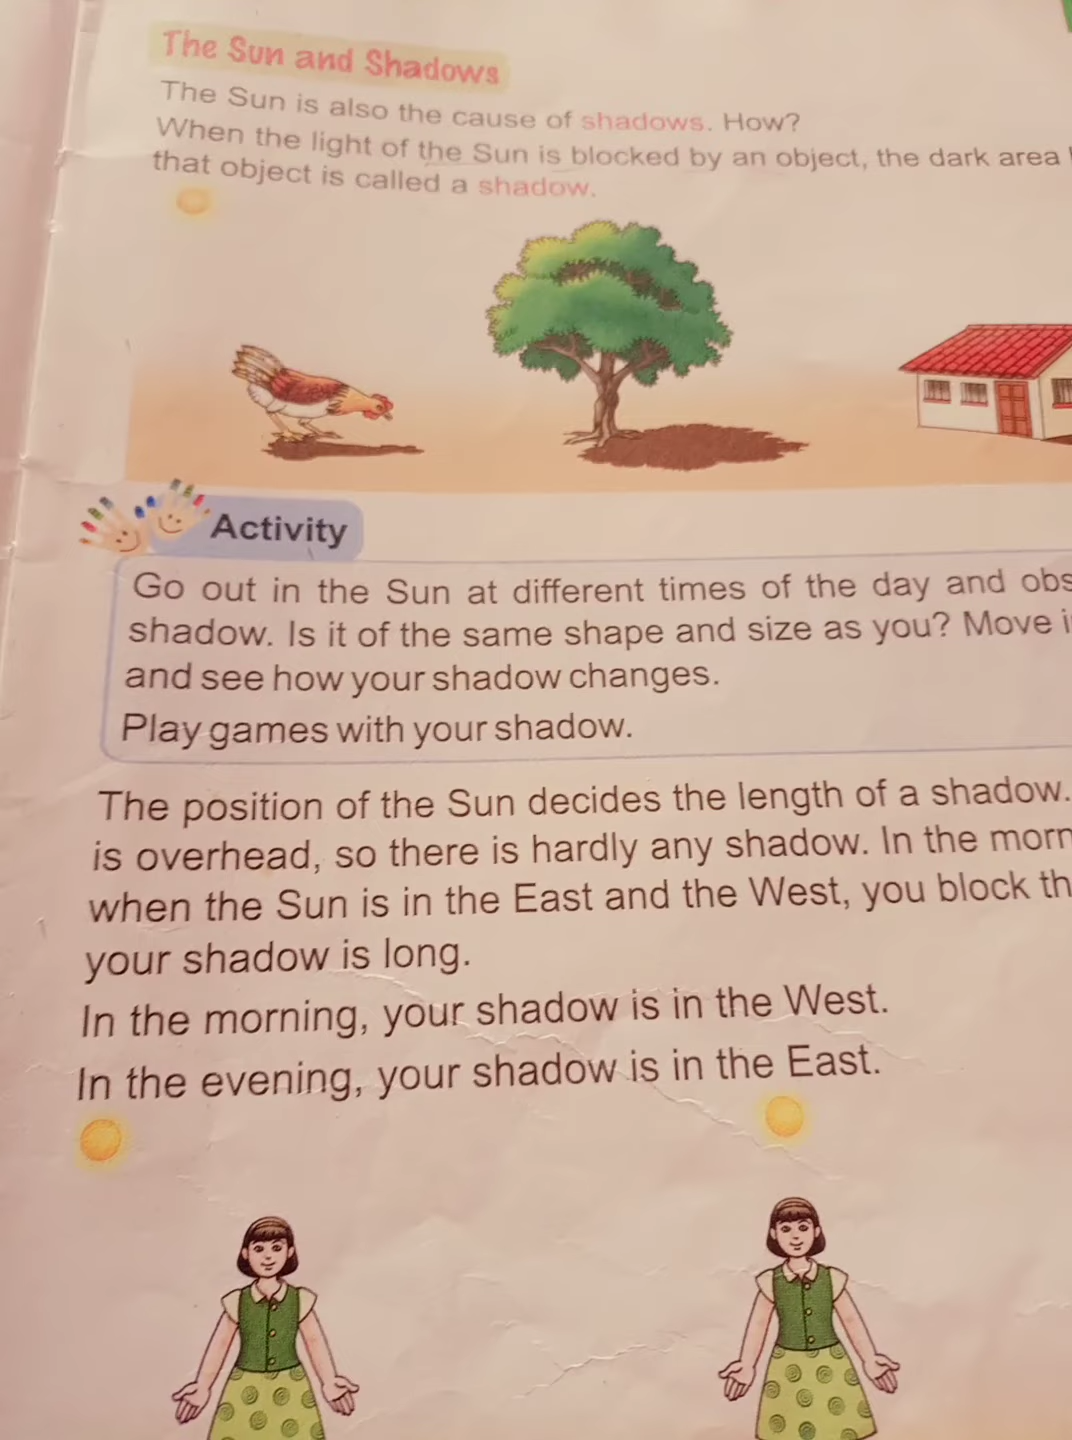 The Sun and Shadows
The Sun is also the cause of shadows. How?
When the light of the Sun is blocked by an object, the dark area
that object is called a shadow.
Activity
Go out in the Sun at different times of the day and obs
shadow. Is it of the same shape and size as you? Move i
and see how your shadow changes.
Play games with your shadow.
The position of the Sun decides the length of a shadow.
is overhead, so there is hardly any shadow. In the morn
when the Sun is in the East and the West, you block th
your shadow is long.
In the morning, your shadow is in the West.
In the evening, your shadow is in the East.